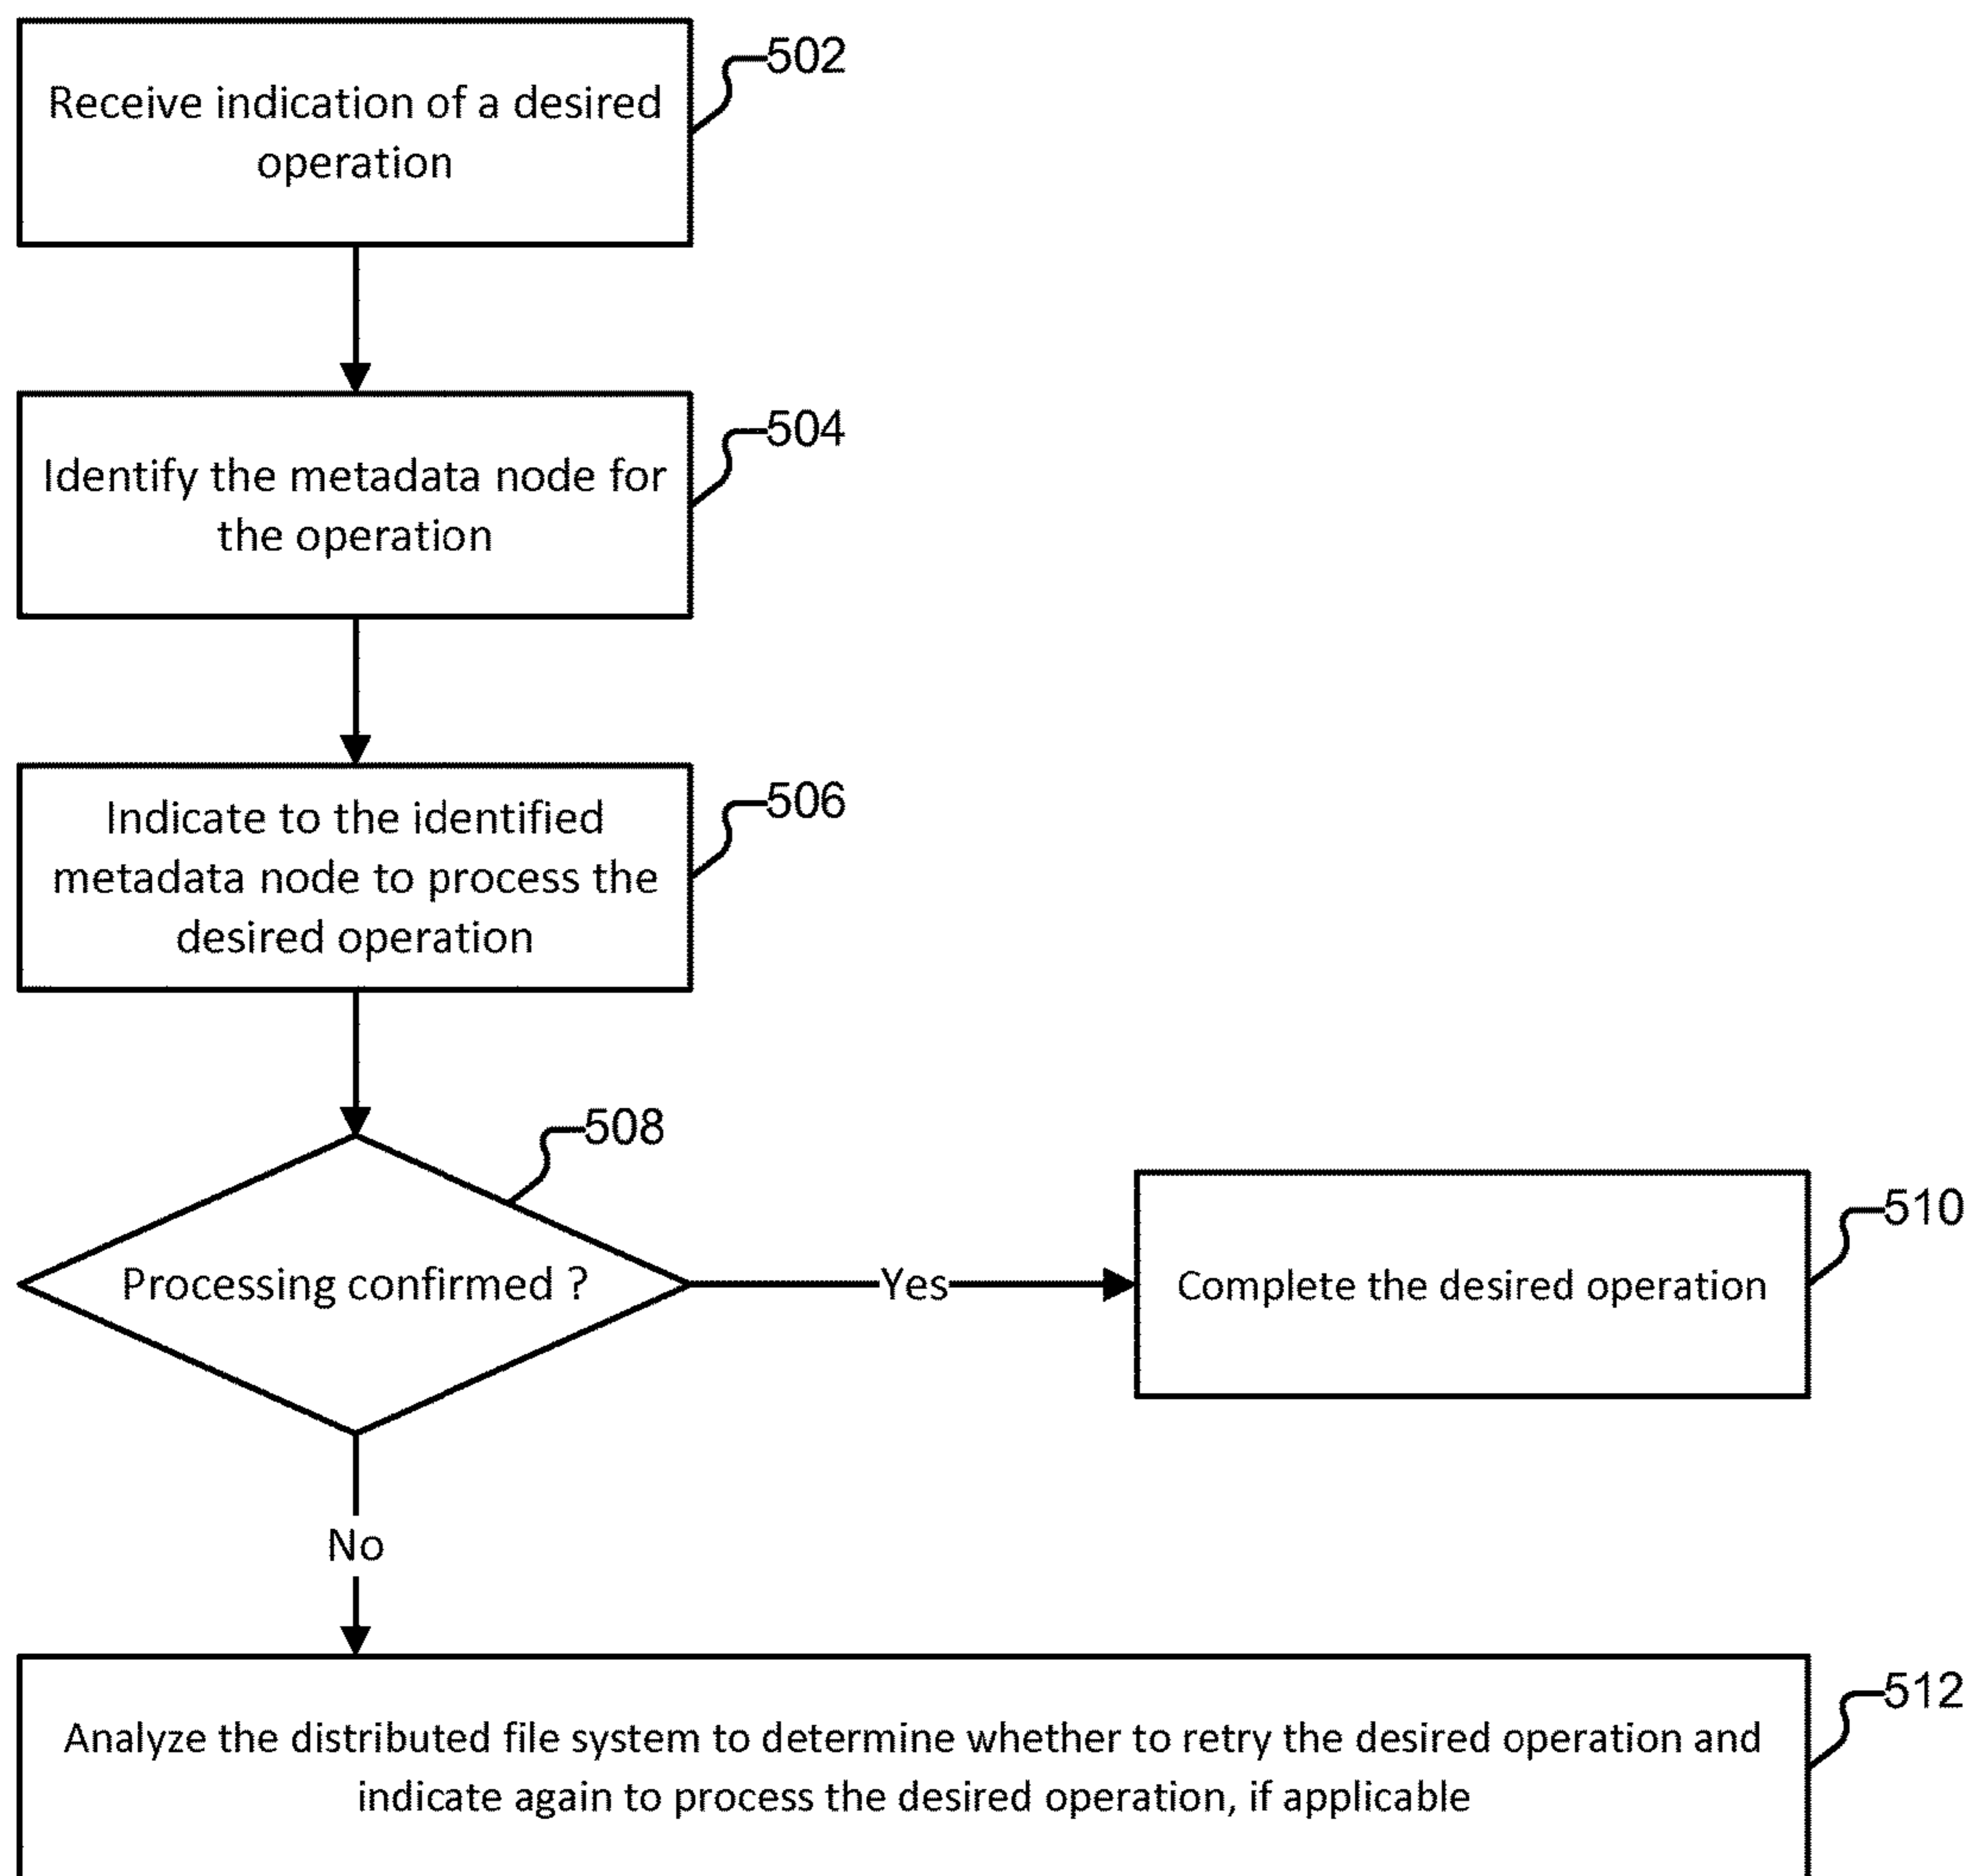 502
Receive indication of a desired
operation
504
Identify the metadata node for
the operation
506
Indicate to the identified
metadata node to process the
desired operation
508
Processing confirmed ?
Yes
510
Complete the desired operation
No
512
Analyze the distributed file system to determine whether to retry the desired operation and
indicate again to process the desired operation, if applicable